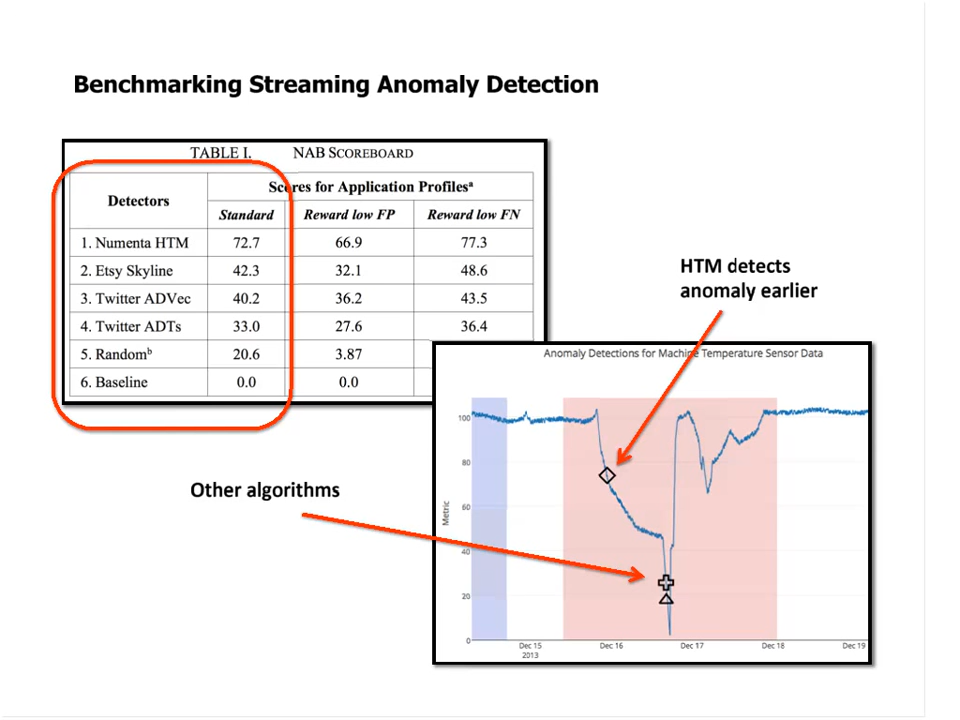 Benchmarking Streaming Anomaly Detection
TABLE I. NAB SCOREBOARD
Detectors
Scores for Application Profilesᵃ
Standard Reward low FP Reward low FN
1. Numenta HTM 72.7 66.9 77.3
2. Etsy Skyline 42.3 32.1 48.6
3. Twitter ADVec 40.2 36.2 43.5
4. Twitter ADTs 33.0 27.6 36.4
5. Randomᵇ 20.6 3.87
6. Baseline 0.0 0.0
HTM detects
anomaly earlier
Other algorithms
Anomaly Detections for Machine Temperature Sensor Data
Metric
100
80
60
40
20
0
Dec 15 Dec 16 Dec 17 Dec 18 Dec 19
2013